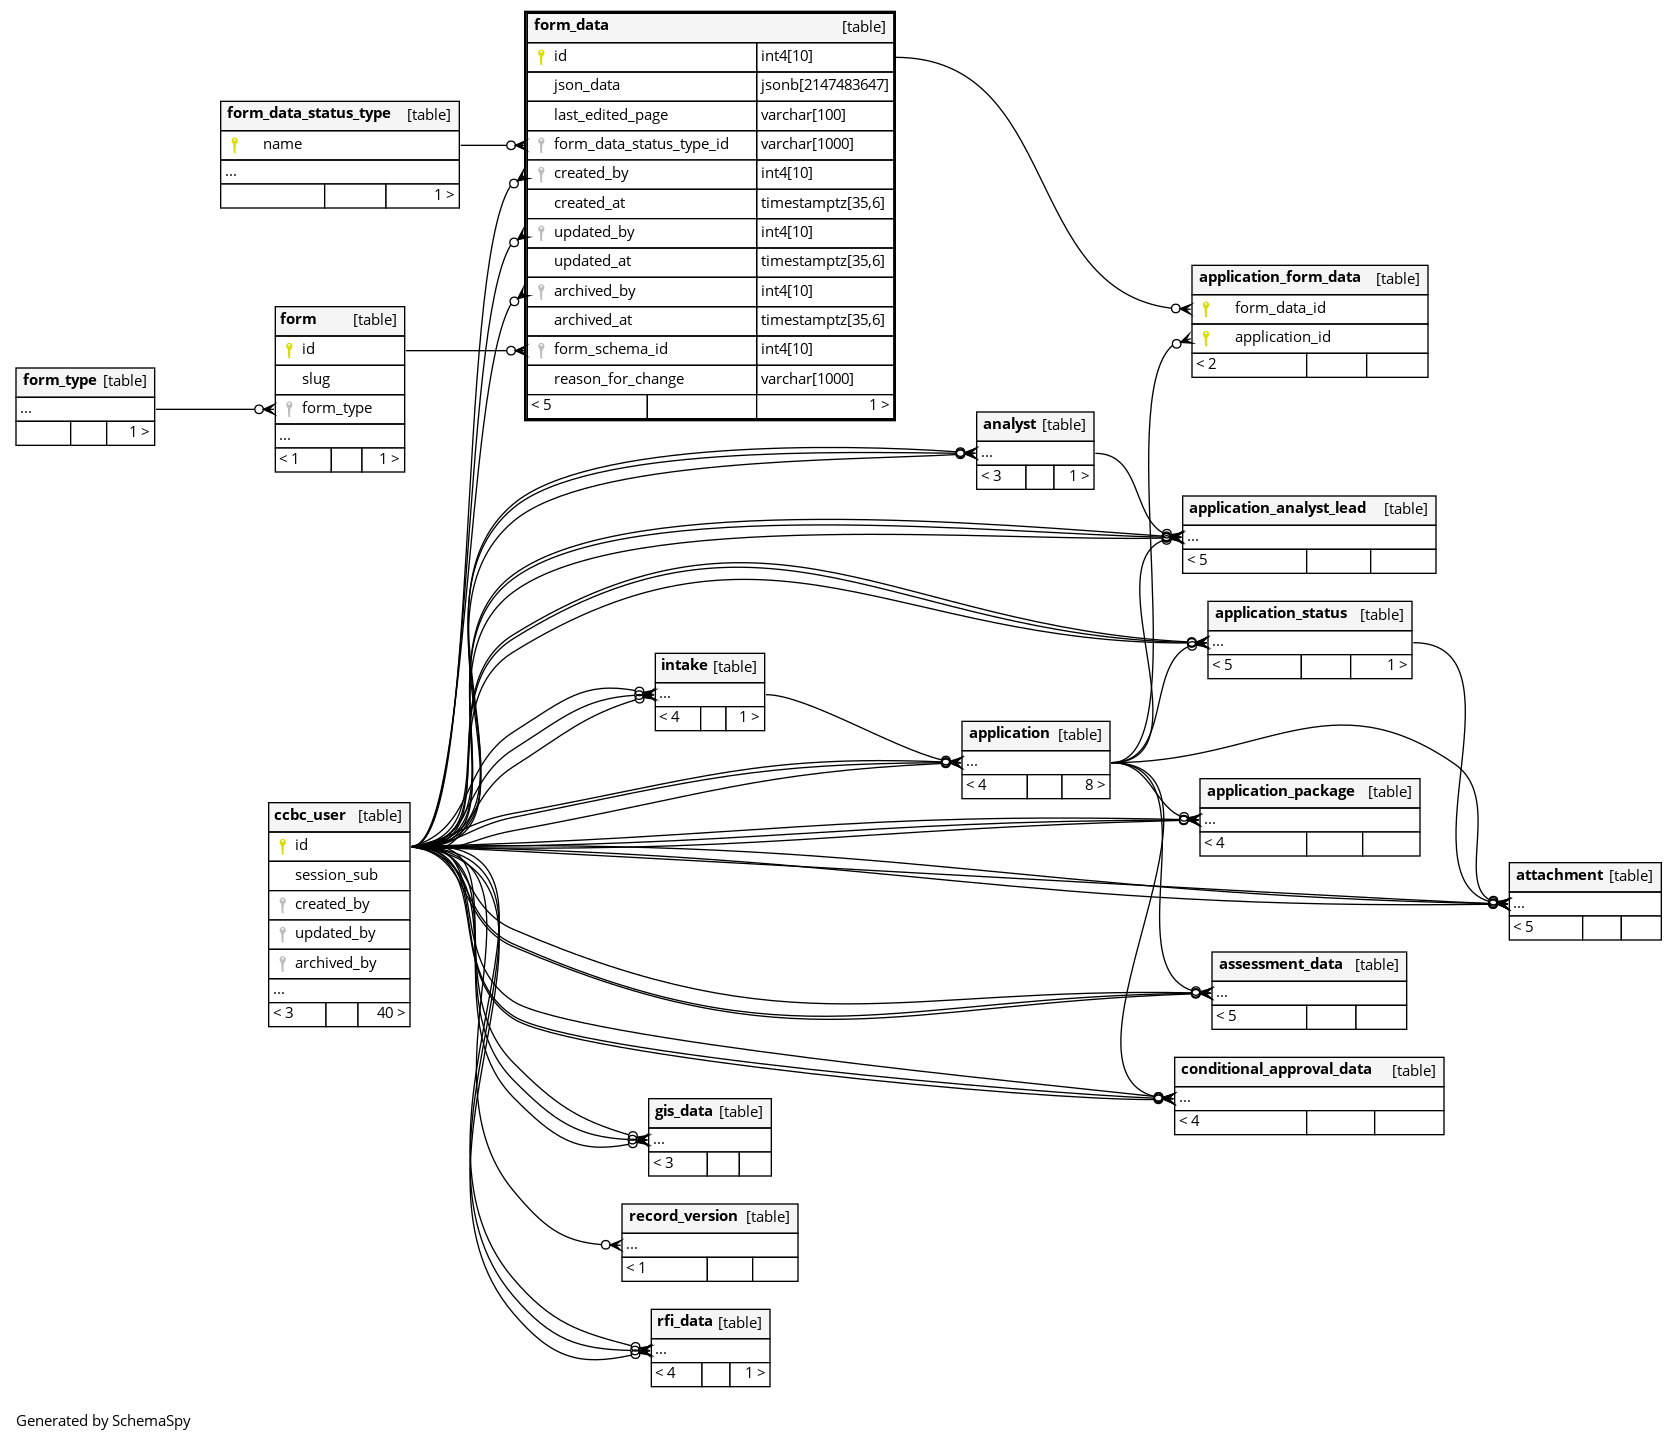 form_data [table]
id int4[10]
json_data jsonb[2147483647]
last_edited_page varchar[100]
form_data_status_type_id varchar[1000]
created_by int4[10]
created_at timestamptz[35,6]
updated_by int4[10]
updated_at timestamptz[35,6]
archived_by int4[10]
archived_at timestamptz[35,6]
form_schema_id int4[10]
reason_for_change varchar[1000]
< 5 1 >
form_data_status_type [table]
name
...
1 >
form [table]
id
slug
form_type
...
< 1 1 >
form_type [table]
...
1 >
application_form_data [table]
form_data_id
application_id
< 2
analyst [table]
...
< 3 1 >
application_analyst_lead [table]
...
< 5
application_status [table]
...
< 5 1 >
intake [table]
...
< 4 1 >
application [table]
...
< 4 8 >
application_package [table]
...
< 4
ccbc_user [table]
id
session_sub
created_by
updated_by
archived_by
...
< 3 40 >
attachment [table]
...
< 5
assessment_data [table]
...
< 5
conditional_approval_data [table]
...
< 4
gis_data [table]
...
< 3
record_version [table]
...
< 1
rfi_data [table]
...
< 4 1 >
Generated by SchemaSpy